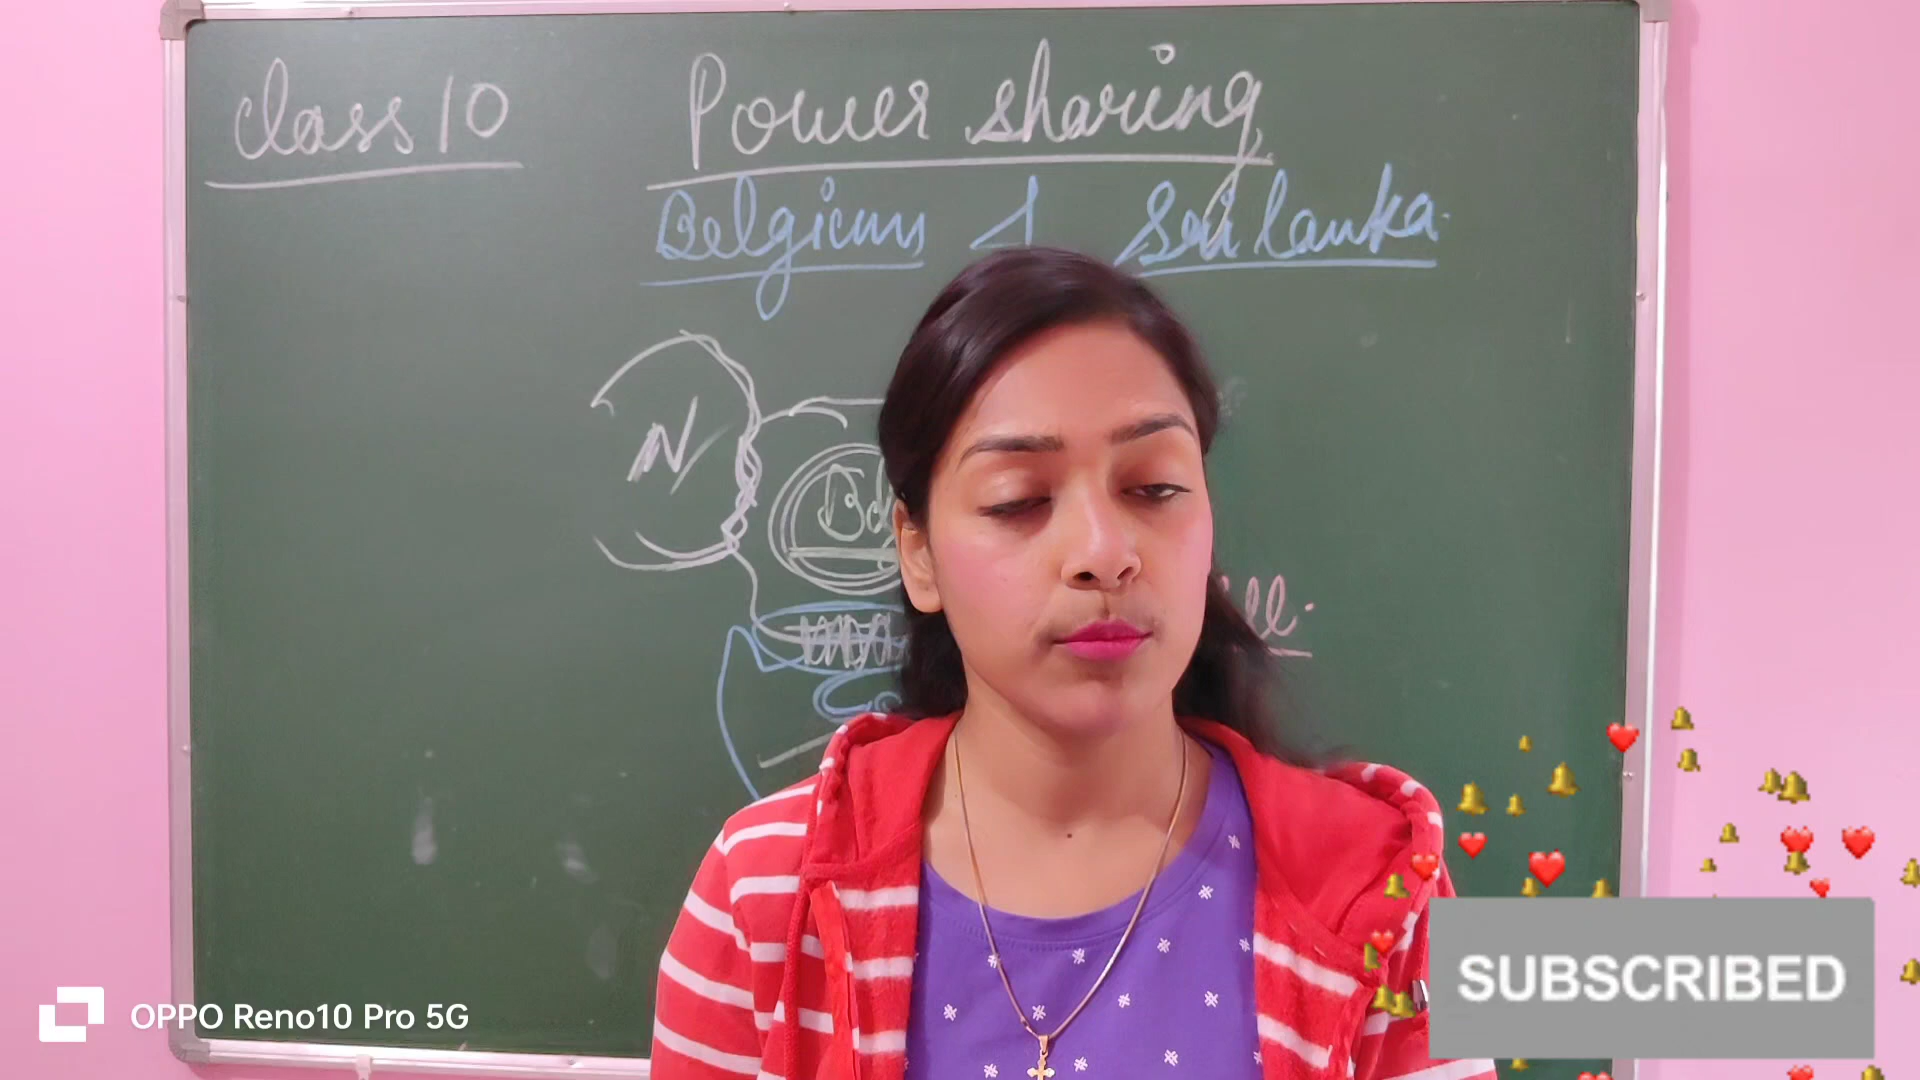 Class 10
Power sharing
Belgium & Sri lanka.
N
OPPO Reno10 Pro 5G
SUBSCRIBED